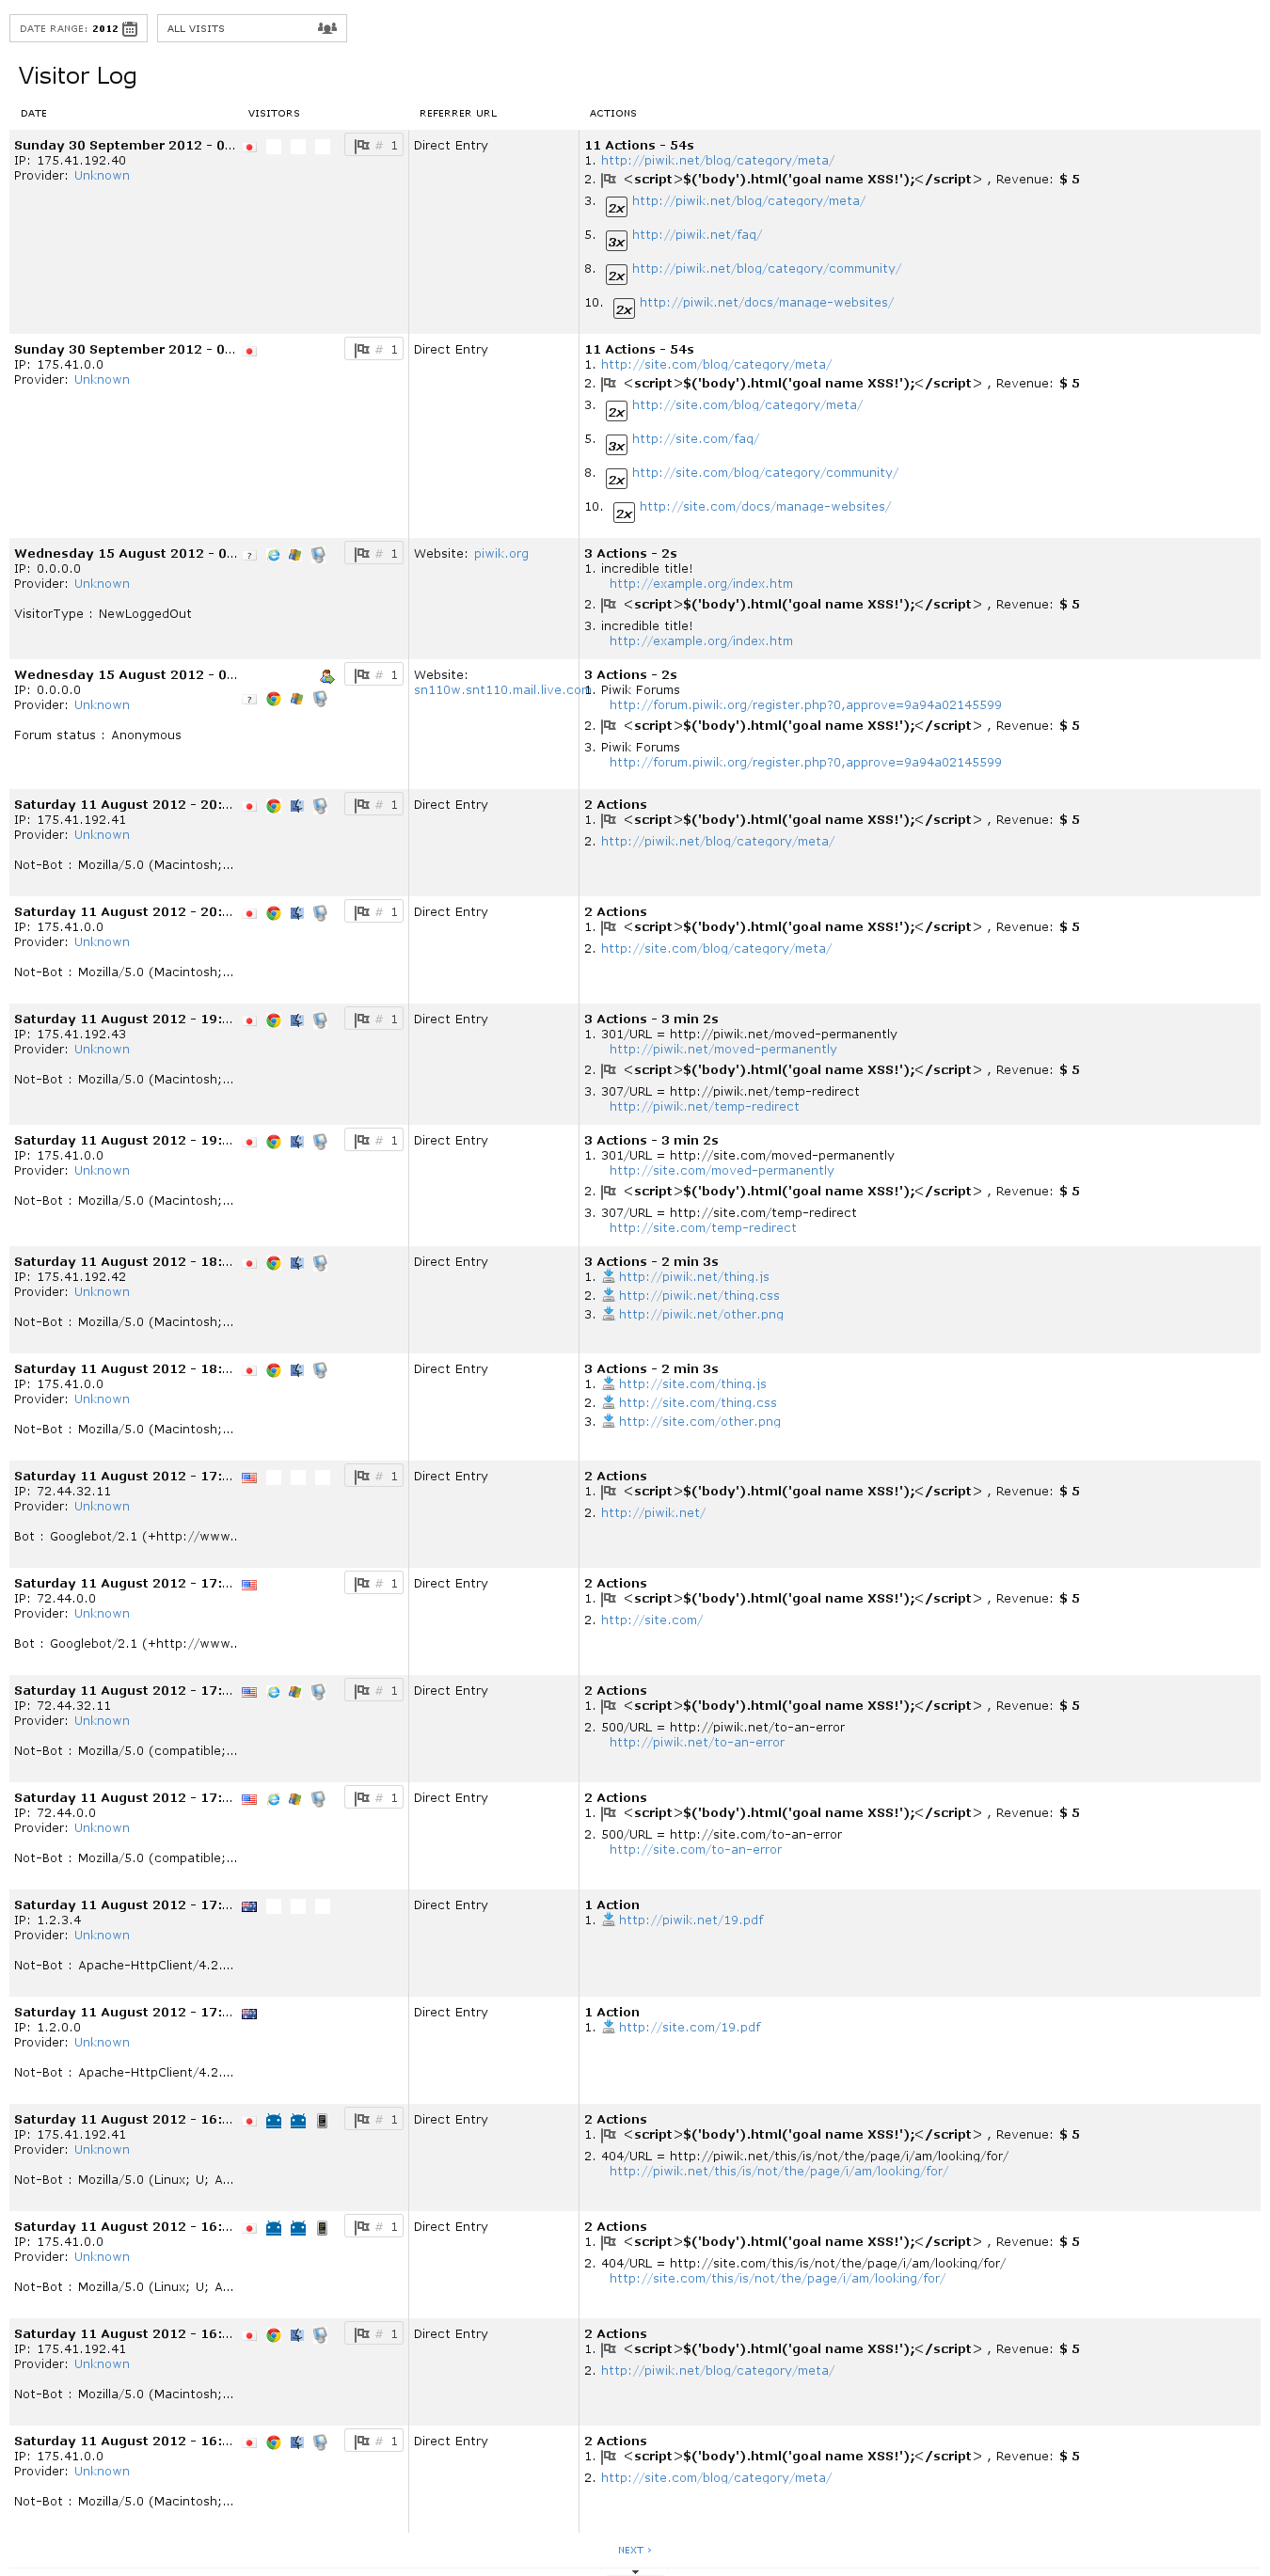 DATE RANGE: 2012 ALL VISITS
Visitor Log
DATE VISITORS REFERRER URL ACTIONS
Sunday 30 September 2012 - 0... # 1 Direct Entry 11 Actions - 54s
IP: 175.41.192.40 1. http://piwik.net/blog/category/meta/
Provider: Unknown 2. <script>$('body').html('goal name XSS!');</script> , Revenue: $ 5
3. 2x http://piwik.net/blog/category/meta/
5. 3x http://piwik.net/faq/
8. 2x http://piwik.net/blog/category/community/
10. 2x http://piwik.net/docs/manage-websites/
Sunday 30 September 2012 - 0... # 1 Direct Entry 11 Actions - 54s
IP: 175.41.0.0 1. http://site.com/blog/category/meta/
Provider: Unknown 2. <script>$('body').html('goal name XSS!');</script> , Revenue: $ 5
3. 2x http://site.com/blog/category/meta/
5. 3x http://site.com/faq/
8. 2x http://site.com/blog/category/community/
10. 2x http://site.com/docs/manage-websites/
Wednesday 15 August 2012 - 0... ? # 1 Website: piwik.org 3 Actions - 2s
IP: 0.0.0.0 1. incredible title!
Provider: Unknown http://example.org/index.htm
2. <script>$('body').html('goal name XSS!');</script> , Revenue: $ 5
VisitorType : NewLoggedOut
3. incredible title!
http://example.org/index.htm
Wednesday 15 August 2012 - 0... # 1 Website: 3 Actions - 2s
IP: 0.0.0.0 ? sn110w.snt110.mail.live.com 1. Piwik Forums
Provider: Unknown http://forum.piwik.org/register.php?0,approve=9a94a02145599
2. <script>$('body').html('goal name XSS!');</script> , Revenue: $ 5
Forum status : Anonymous
3. Piwik Forums
http://forum.piwik.org/register.php?0,approve=9a94a02145599
Saturday 11 August 2012 - 20:... # 1 Direct Entry 2 Actions
IP: 175.41.192.41 1. <script>$('body').html('goal name XSS!');</script> , Revenue: $ 5
Provider: Unknown 2. http://piwik.net/blog/category/meta/
Not-Bot : Mozilla/5.0 (Macintosh;...
Saturday 11 August 2012 - 20:... # 1 Direct Entry 2 Actions
IP: 175.41.0.0 1. <script>$('body').html('goal name XSS!');</script> , Revenue: $ 5
Provider: Unknown 2. http://site.com/blog/category/meta/
Not-Bot : Mozilla/5.0 (Macintosh;...
Saturday 11 August 2012 - 19:... # 1 Direct Entry 3 Actions - 3 min 2s
IP: 175.41.192.43 1. 301/URL = http://piwik.net/moved-permanently
Provider: Unknown http://piwik.net/moved-permanently
2. <script>$('body').html('goal name XSS!');</script> , Revenue: $ 5
Not-Bot : Mozilla/5.0 (Macintosh;...
3. 307/URL = http://piwik.net/temp-redirect
http://piwik.net/temp-redirect
Saturday 11 August 2012 - 19:... # 1 Direct Entry 3 Actions - 3 min 2s
IP: 175.41.0.0 1. 301/URL = http://site.com/moved-permanently
Provider: Unknown http://site.com/moved-permanently
2. <script>$('body').html('goal name XSS!');</script> , Revenue: $ 5
Not-Bot : Mozilla/5.0 (Macintosh;...
3. 307/URL = http://site.com/temp-redirect
http://site.com/temp-redirect
Saturday 11 August 2012 - 18:... Direct Entry 3 Actions - 2 min 3s
IP: 175.41.192.42 1. http://piwik.net/thing.js
Provider: Unknown 2. http://piwik.net/thing.css
3. http://piwik.net/other.png
Not-Bot : Mozilla/5.0 (Macintosh;...
Saturday 11 August 2012 - 18:... Direct Entry 3 Actions - 2 min 3s
IP: 175.41.0.0 1. http://site.com/thing.js
Provider: Unknown 2. http://site.com/thing.css
3. http://site.com/other.png
Not-Bot : Mozilla/5.0 (Macintosh;...
Saturday 11 August 2012 - 17:... # 1 Direct Entry 2 Actions
IP: 72.44.32.11 1. <script>$('body').html('goal name XSS!');</script> , Revenue: $ 5
Provider: Unknown 2. http://piwik.net/
Bot : Googlebot/2.1 (+http://www..
Saturday 11 August 2012 - 17:... # 1 Direct Entry 2 Actions
IP: 72.44.0.0 1. <script>$('body').html('goal name XSS!');</script> , Revenue: $ 5
Provider: Unknown 2. http://site.com/
Bot : Googlebot/2.1 (+http://www..
Saturday 11 August 2012 - 17:... # 1 Direct Entry 2 Actions
IP: 72.44.32.11 1. <script>$('body').html('goal name XSS!');</script> , Revenue: $ 5
Provider: Unknown 2. 500/URL = http://piwik.net/to-an-error
http://piwik.net/to-an-error
Not-Bot : Mozilla/5.0 (compatible;...
Saturday 11 August 2012 - 17:... # 1 Direct Entry 2 Actions
IP: 72.44.0.0 1. <script>$('body').html('goal name XSS!');</script> , Revenue: $ 5
Provider: Unknown 2. 500/URL = http://site.com/to-an-error
http://site.com/to-an-error
Not-Bot : Mozilla/5.0 (compatible;...
Saturday 11 August 2012 - 17:... Direct Entry 1 Action
IP: 1.2.3.4 1. http://piwik.net/19.pdf
Provider: Unknown
Not-Bot : Apache-HttpClient/4.2....
Saturday 11 August 2012 - 17:... Direct Entry 1 Action
IP: 1.2.0.0 1. http://site.com/19.pdf
Provider: Unknown
Not-Bot : Apache-HttpClient/4.2....
Saturday 11 August 2012 - 16:... # 1 Direct Entry 2 Actions
IP: 175.41.192.41 1. <script>$('body').html('goal name XSS!');</script> , Revenue: $ 5
Provider: Unknown 2. 404/URL = http://piwik.net/this/is/not/the/page/i/am/looking/for/
http://piwik.net/this/is/not/the/page/i/am/looking/for/
Not-Bot : Mozilla/5.0 (Linux; U; A...
Saturday 11 August 2012 - 16:... # 1 Direct Entry 2 Actions
IP: 175.41.0.0 1. <script>$('body').html('goal name XSS!');</script> , Revenue: $ 5
Provider: Unknown 2. 404/URL = http://site.com/this/is/not/the/page/i/am/looking/for/
http://site.com/this/is/not/the/page/i/am/looking/for/
Not-Bot : Mozilla/5.0 (Linux; U; A...
Saturday 11 August 2012 - 16:... # 1 Direct Entry 2 Actions
IP: 175.41.192.41 1. <script>$('body').html('goal name XSS!');</script> , Revenue: $ 5
Provider: Unknown 2. http://piwik.net/blog/category/meta/
Not-Bot : Mozilla/5.0 (Macintosh;...
Saturday 11 August 2012 - 16:... # 1 Direct Entry 2 Actions
IP: 175.41.0.0 1. <script>$('body').html('goal name XSS!');</script> , Revenue: $ 5
Provider: Unknown 2. http://site.com/blog/category/meta/
Not-Bot : Mozilla/5.0 (Macintosh;...
NEXT ›